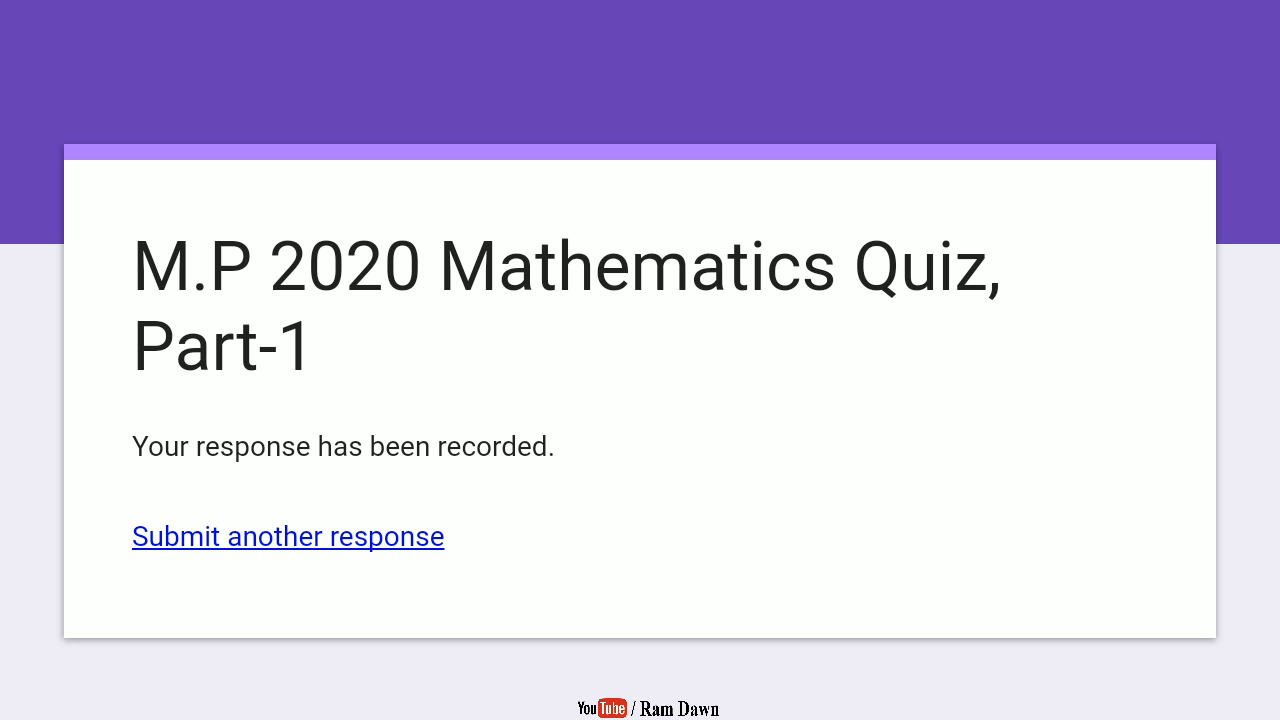 M.P 2020 Mathematics Quiz,
Part-1
Your response has been recorded.
Submit another response
YouTube / Ram Dawn